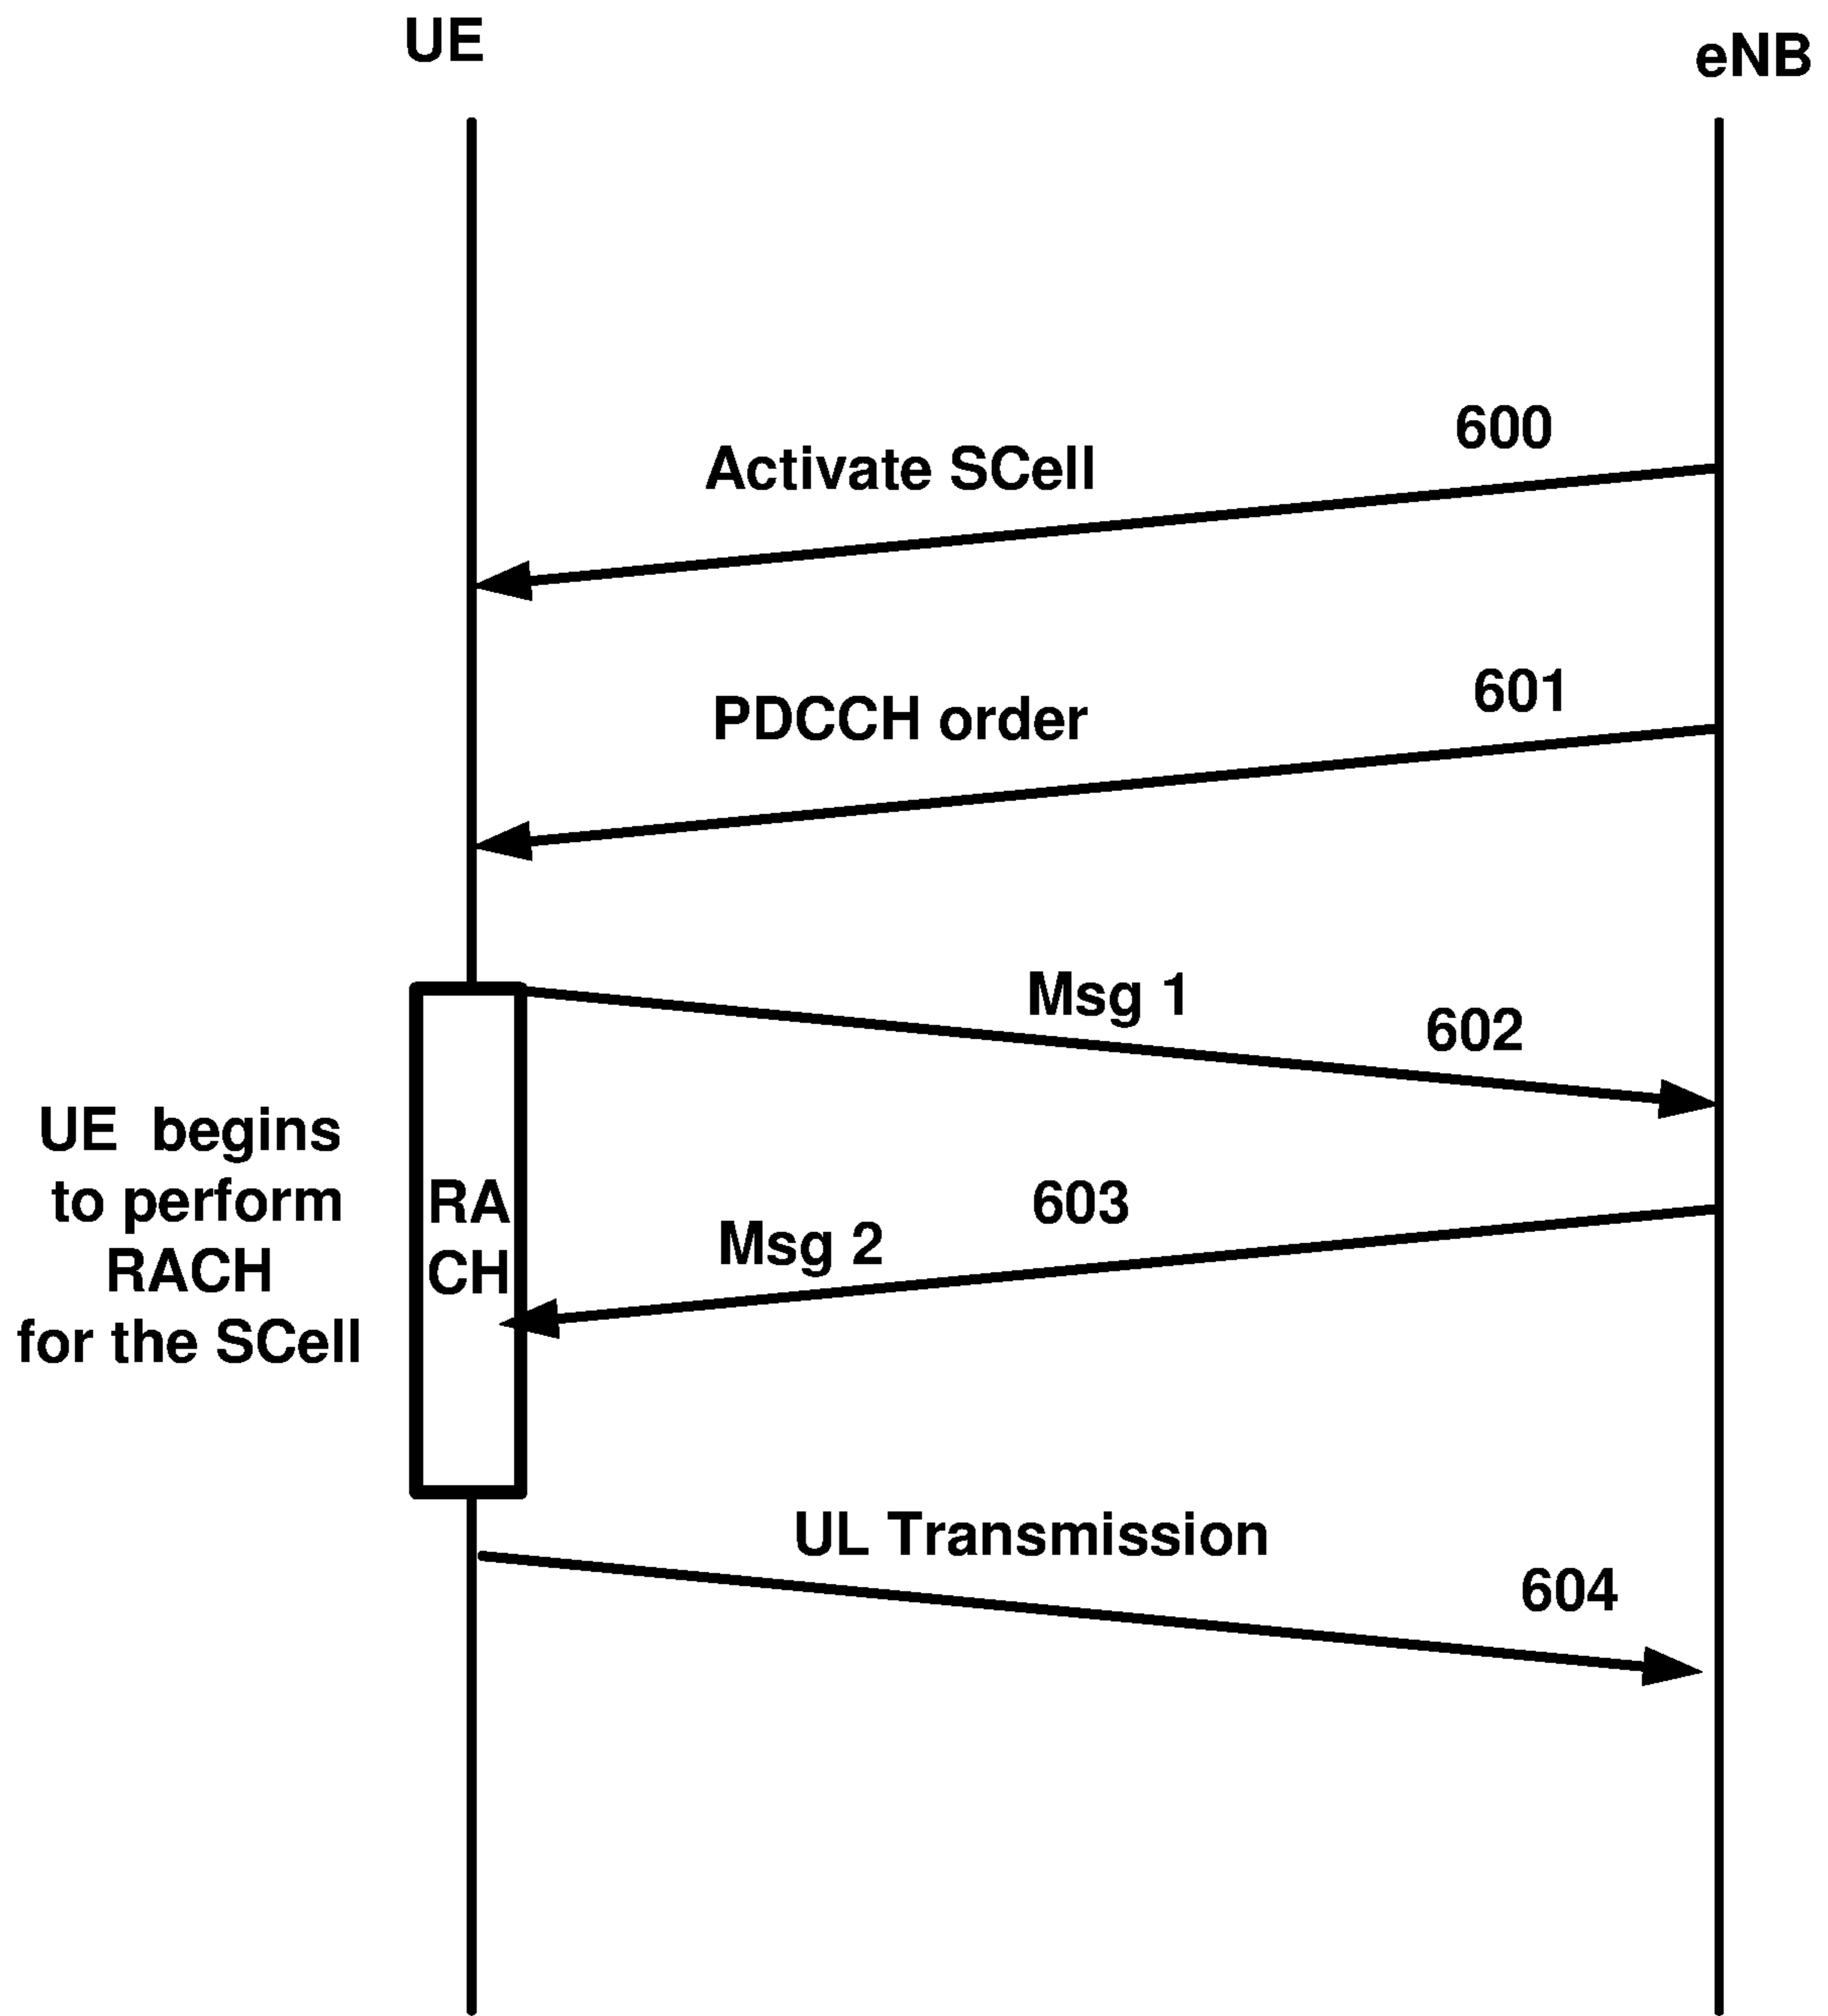 UE
eNB
600
Activate SCell
601
PDCCH order
Msg 1
602
UE begins
to perform
RACH
for the SCell
RA
CH
603
Msg 2
UL Transmission
604